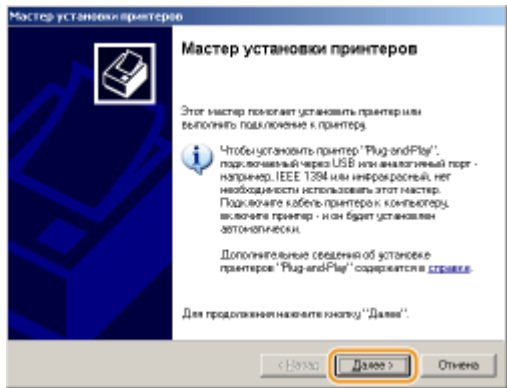 Мастер установки принтеров
Мастер установки принтеров
Этот мастер помогает установить принтер или
выполнить подключение к принтеру.
Чтобы установить принтер "Plug-and-Play",
подключаемый через USB или аналогичный порт -
например, IEEE 1394 или инфракрасный, нет
необходимости использовать этот мастер.
Подключите кабель принтера к компьютеру,
включите принтер - и он будет установлен
автоматически.
Дополнительные сведения об установке
принтеров "Plug-and-Play" содержатся в справке.
Для продолжения нажмите кнопку "Далее".
< Назад Далее > Отмена